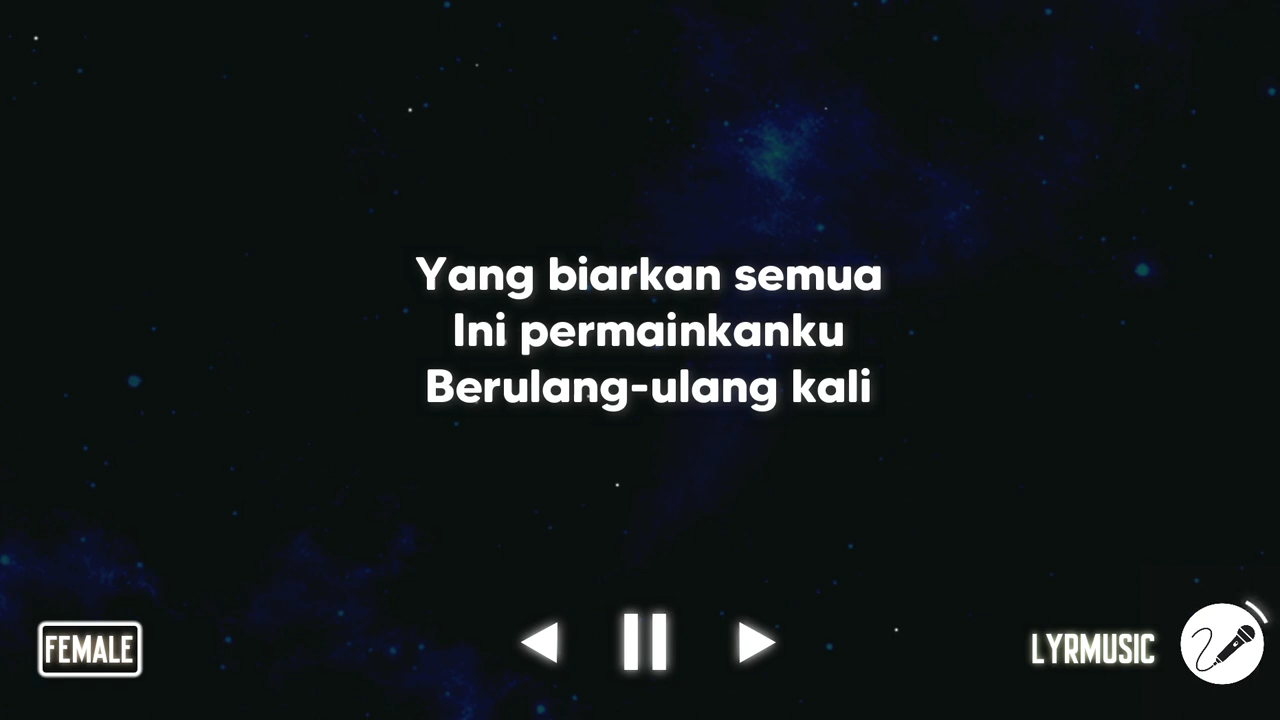 Yang biarkan semua
Ini permainkanku
Berulang-ulang kali
FEMALE
LYRMUSIC